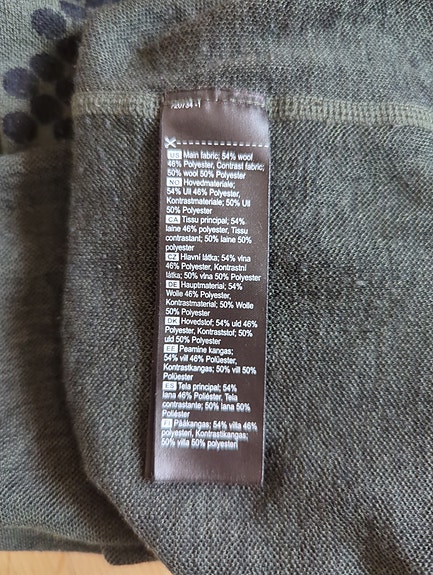 720734 -1
US Main fabric; 54% wool
46% Polyester, Contrast fabric;
50% wool 50% Polyester
NO Hovedmateriale;
54% Ull 46% Polyester,
Kontrastmateriale; 50% Ull
50% Polyester
CA Tissu principal; 54%
laine 46% polyester, Tissu
contrastant; 50% laine 50%
polyester
CZ Hlavní látka; 54% vlna
46% Polyester, Kontrastní
látka; 50% vlna 50% Polyester
DE Hauptmaterial; 54%
Wolle 46% Polyester,
Kontrastmaterial; 50% Wolle
50% Polyester
DK Hovedstof; 54% uld 46%
Polyester, Kontraststof; 50%
uld 50% Polyester
EE Peamine kangas;
54% vill 46% Polüester,
Kontrastkangas; 50% vill 50%
Polüester
ES Tela principal; 54%
lana 46% Poliéster, Tela
contrastante; 50% lana 50%
Poliéster
FI Pääkangas; 54% villa 46%
polyesteri, Kontrastkangas;
50% villa 50% polyesteri